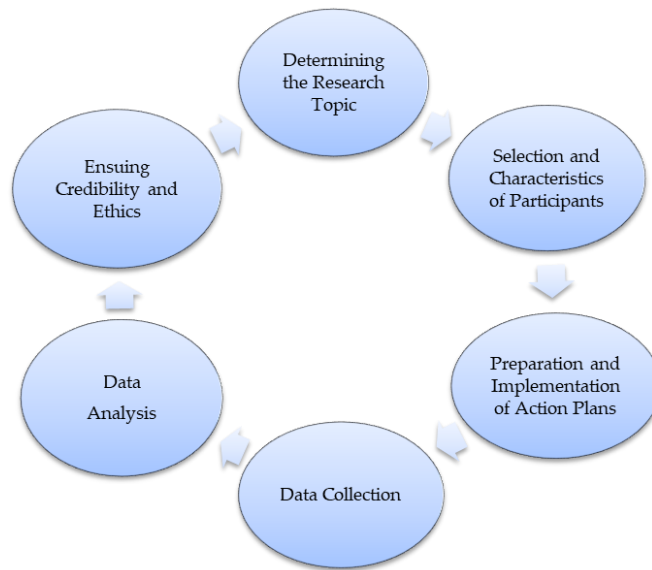 Determining
the Research
Topic
Selection and
Characteristics
of Participants
Preparation and
Implementation
of Action Plans
Data Collection
Data
Analysis
Ensuing
Credibility and
Ethics